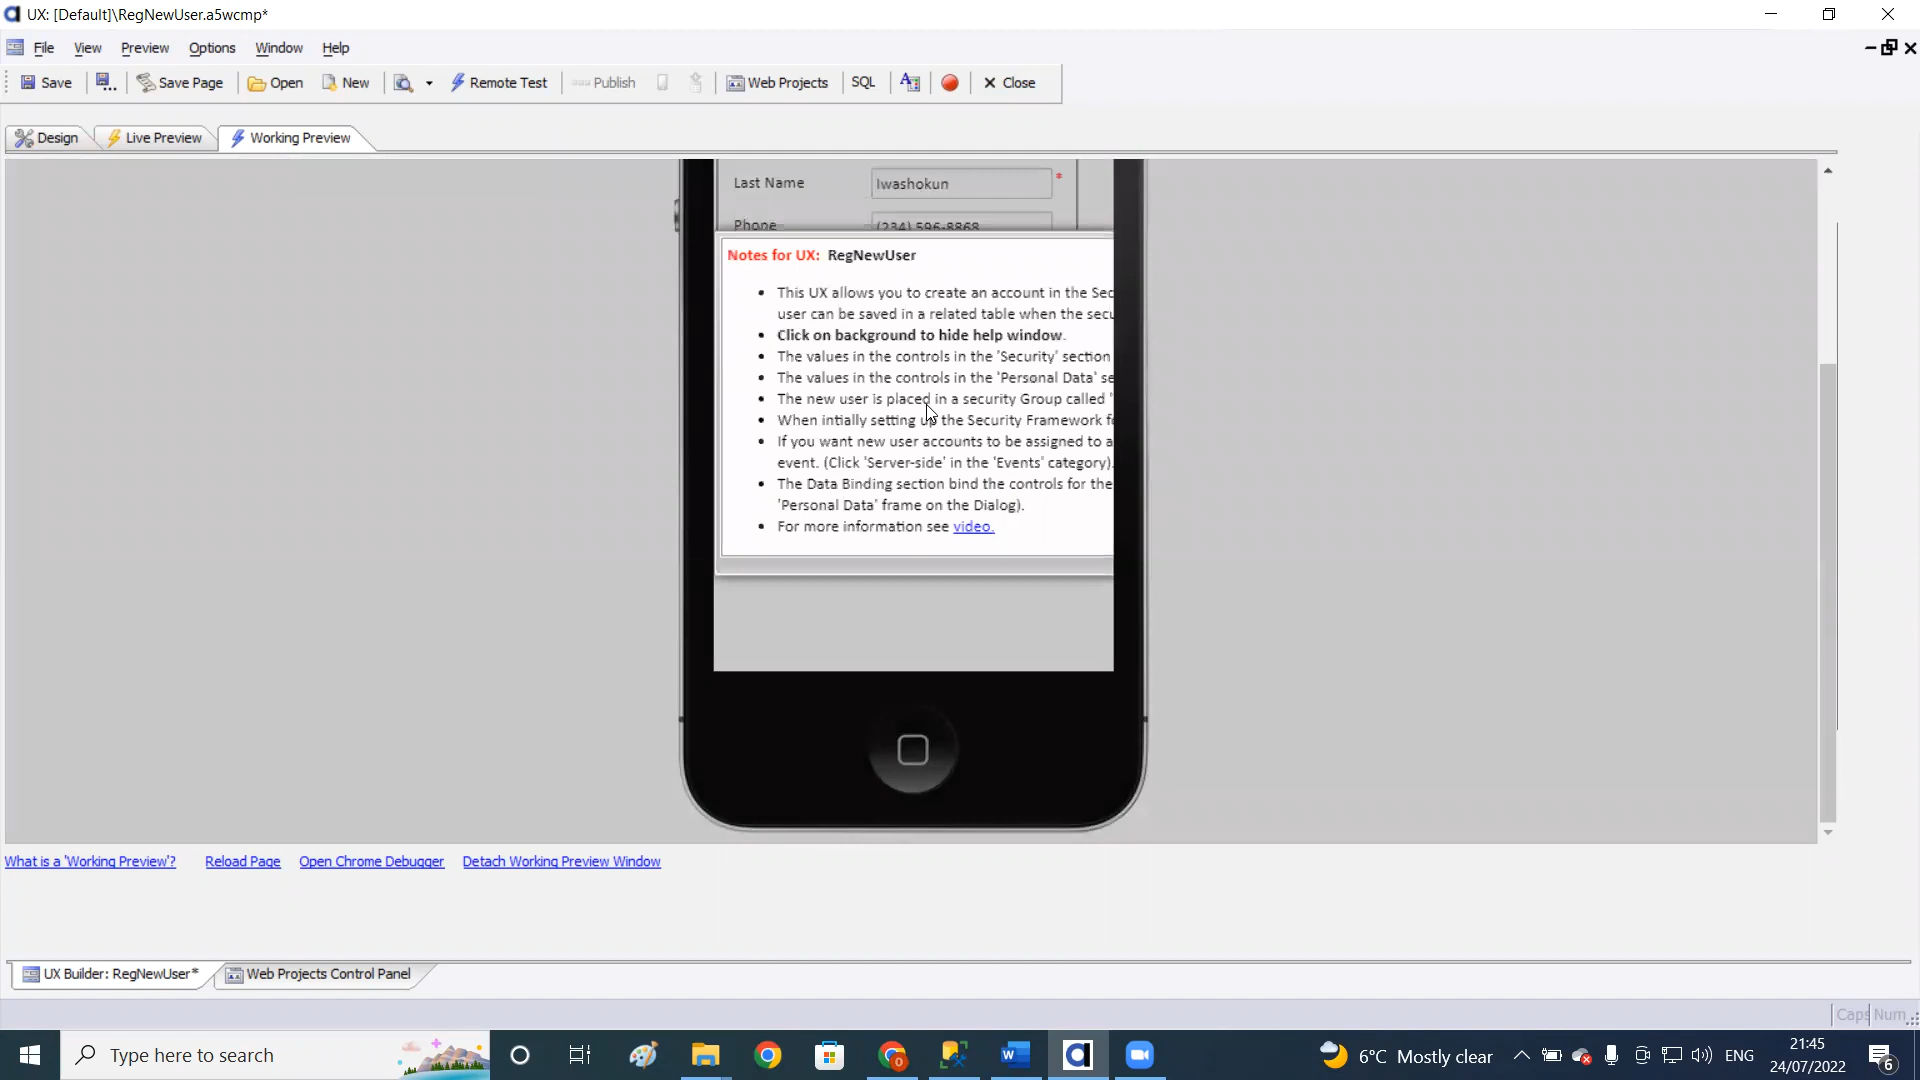 UX: [Default]\RegNewUser.a5wcmp*
File View Preview Options Window Help
Save Save Page Open New Remote Test Publish Web Projects SQL Close
Design Live Preview Working Preview
Last Name Iwashokun *
Phone (234) 596-8868
Notes for UX: RegNewUser
This UX allows you to create an account in the Sec
user can be saved in a related table when the secu
Click on background to hide help window.
The values in the controls in the 'Security' section
The values in the controls in the 'Personal Data' se
The new user is placed in a security Group called '
When intially setting up the Security Framework fo
If you want new user accounts to be assigned to a
event. (Click 'Server-side' in the 'Events' category).
The Data Binding section bind the controls for the
'Personal Data' frame on the Dialog).
For more information see video.
What is a 'Working Preview'? Reload Page Open Chrome Debugger Detach Working Preview Window
UX Builder: RegNewUser* Web Projects Control Panel
Caps Num
Type here to search
6°C Mostly clear
ENG
21:45
24/07/2022
6